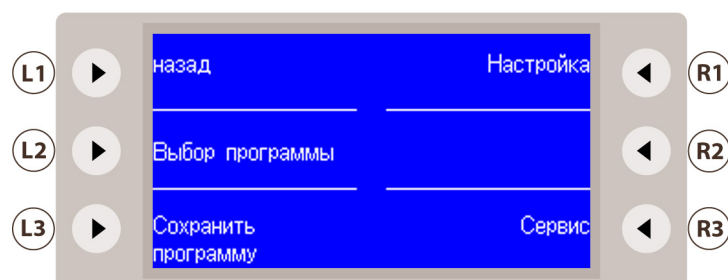 L1 назад Настройка R1
L2 Выбор программы R2
L3 Сохранить Сервис R3
программу